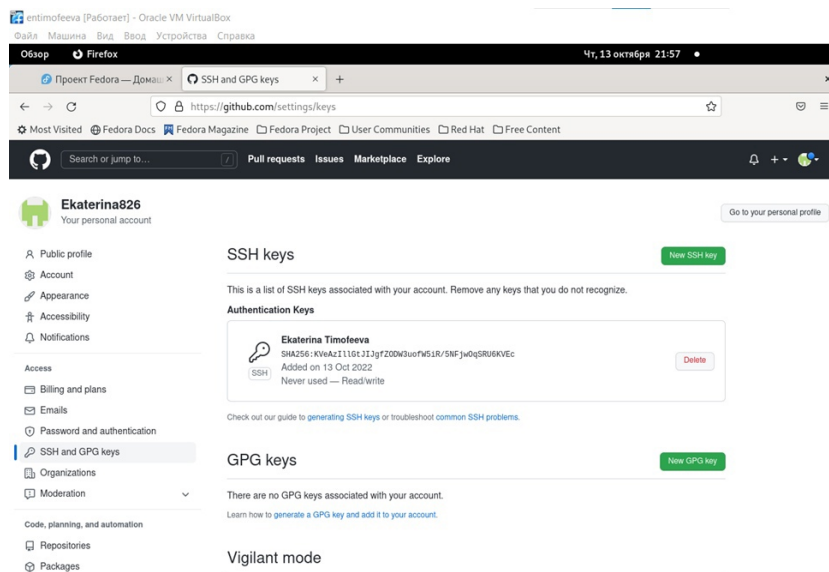 entimofeeva [Работает] - Oracle VM VirtualBox
Файл Машина Вид Ввод Устройства Справка
Обзор Firefox Чт, 13 октября 21:57
Проект Fedora — Домаш × SSH and GPG keys × +
https://github.com/settings/keys
Most Visited Fedora Docs Fedora Magazine Fedora Project User Communities Red Hat Free Content
Search or jump to... / Pull requests Issues Marketplace Explore
Ekaterina826
Your personal account
Go to your personal profile
Public profile
Account
Appearance
Accessibility
Notifications
Access
Billing and plans
Emails
Password and authentication
SSH and GPG keys
Organizations
Moderation
Code, planning, and automation
Repositories
Packages
SSH keys
New SSH key
This is a list of SSH keys associated with your account. Remove any keys that you do not recognize.
Authentication Keys
Ekaterina Timofeeva
SHA256:KVeAzIllGtJIJgfZODW3uofW5iR/5NFjwOqSRU6KVEc
Added on 13 Oct 2022
Never used — Read/write
SSH
Delete
Check out our guide to generating SSH keys or troubleshoot common SSH problems.
GPG keys
New GPG key
There are no GPG keys associated with your account.
Learn how to generate a GPG key and add it to your account.
Vigilant mode